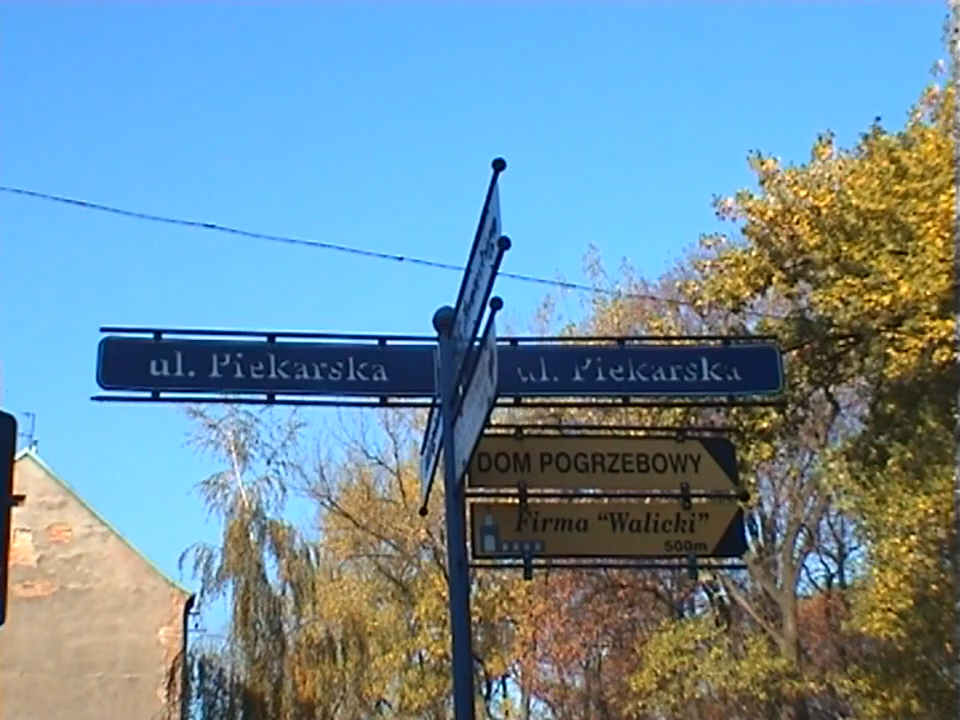 ul. Piekarska
ul. Piekarska
DOM POGRZEBOWY
Firma "Walicki"
500m